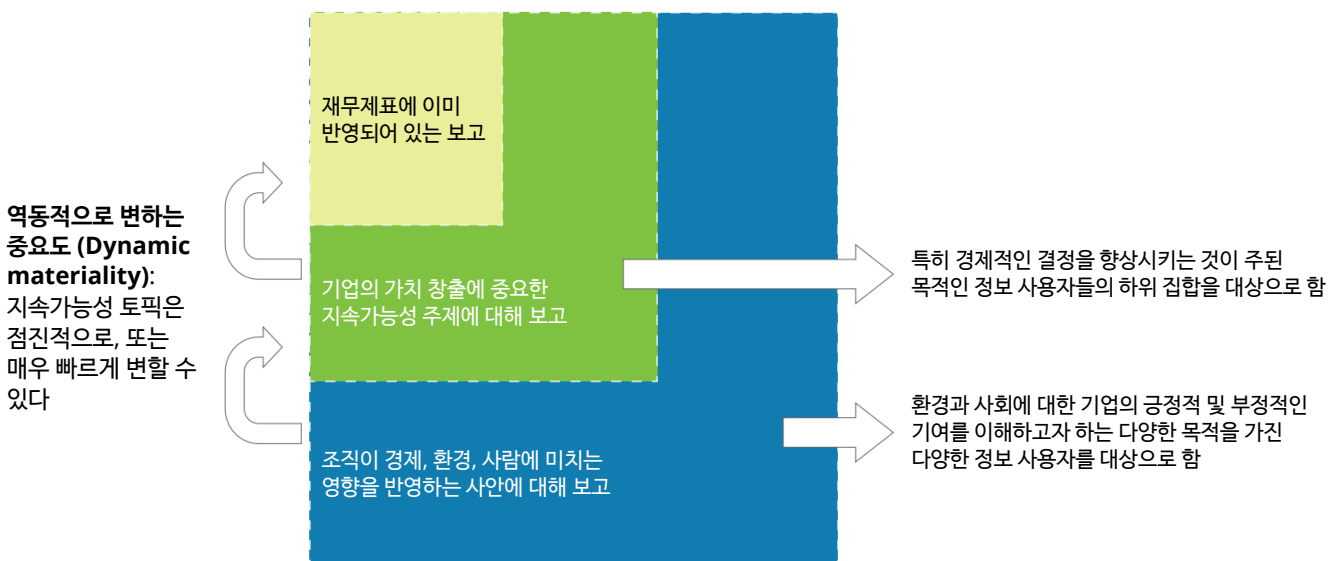 재무제표에 이미
반영되어 있는 보고
역동적으로 변하는
중요도 (Dynamic
materiality):
지속가능성 토픽은
점진적으로, 또는
매우 빠르게 변할 수
있다
기업의 가치 창출에 중요한
지속가능성 주제에 대해 보고
특히 경제적인 결정을 향상시키는 것이 주된
목적인 정보 사용자들의 하위 집합을 대상으로 함
조직이 경제, 환경, 사람에 미치는
영향을 반영하는 사안에 대해 보고
환경과 사회에 대한 기업의 긍정적 및 부정적인
기여를 이해하고자 하는 다양한 목적을 가진
다양한 정보 사용자를 대상으로 함